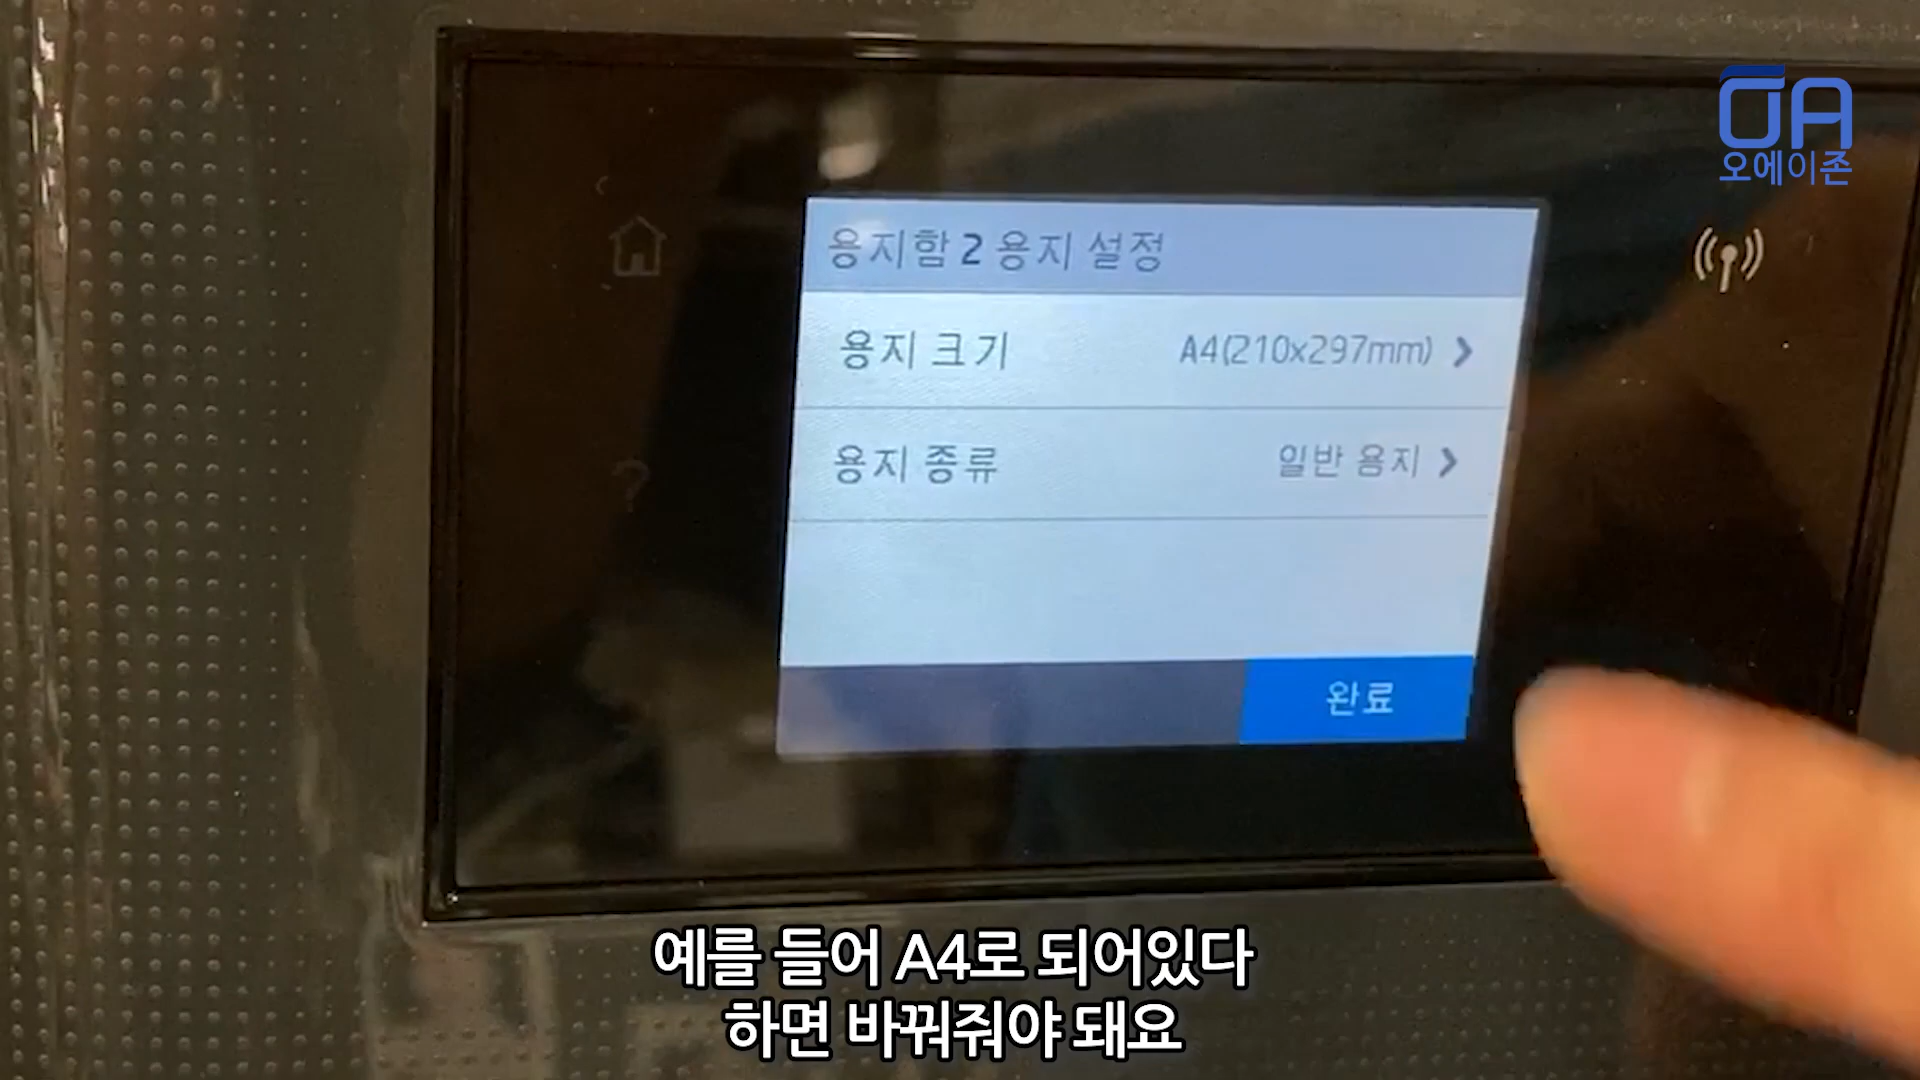 OA
오에이존
용지함 2 용지 설정
용지 크기 A4(210x297mm) >
용지 종류 일반 용지 >
완료
?
예를 들어 A4로 되어있다
하면 바꿔줘야 돼요